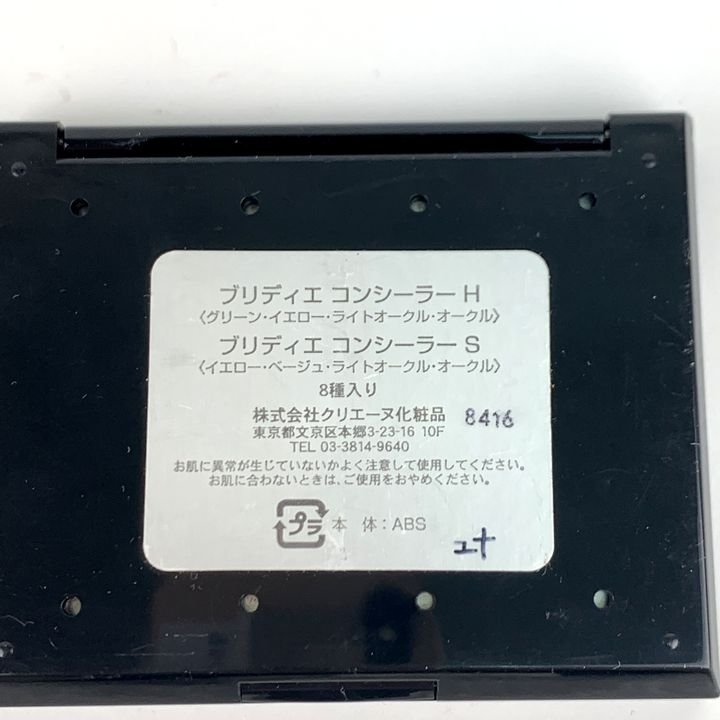 ブリディエ コンシーラー H
〈グリーン・イエロー・ライトオークル・オークル〉
ブリディエ コンシーラー S
〈イエロー・ベージュ・ライトオークル・オークル〉
8種入り
株式会社クリエーヌ化粧品 8416
東京都文京区本郷3-23-16 10F
TEL 03-3814-9640
お肌に異常が生じていないかよく注意して使用してください。
お肌に合わないときは、ご使用をおやめください。
プラ 本 体：ABS